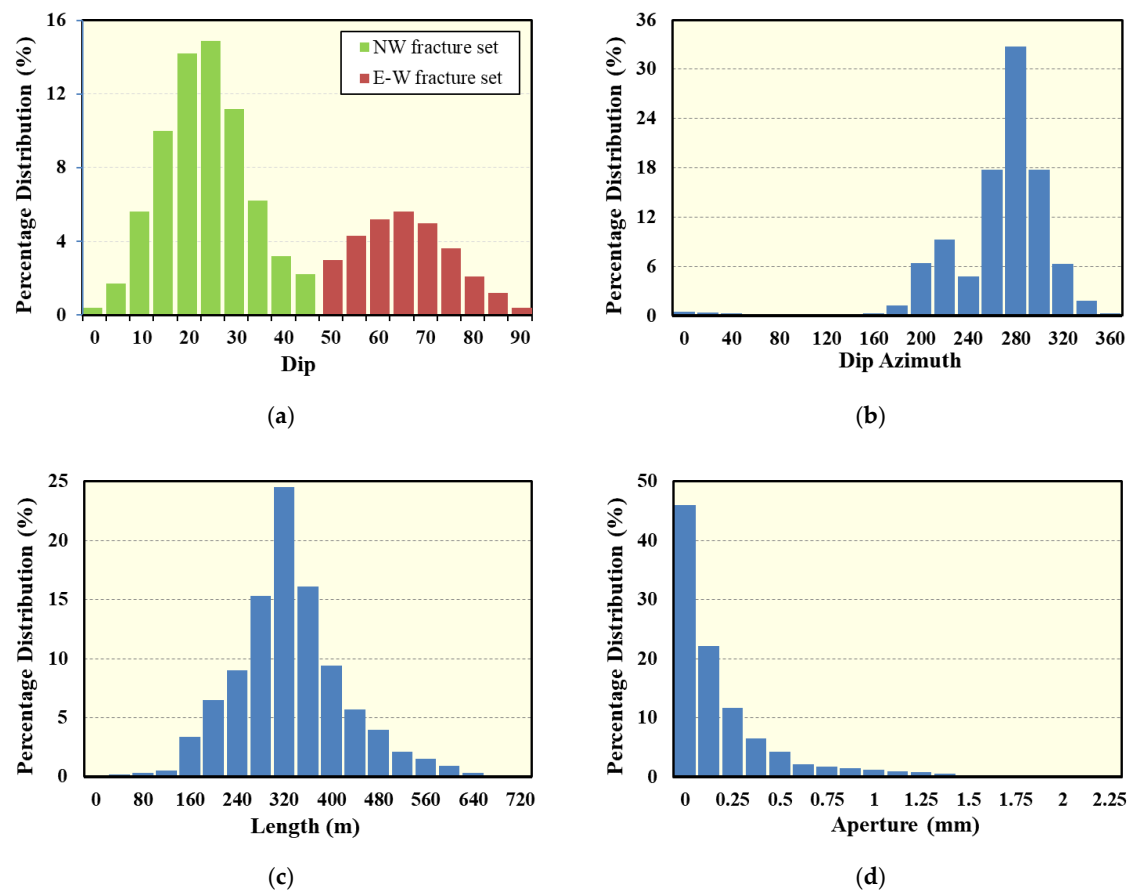 Percentage Distribution (%)
16
12
8
4
0
NW fracture set
E-W fracture set
0 10 20 30 40 50 60 70 80 90
Dip
(a)
Percentage Distribution (%)
36
30
24
18
12
6
0
0 40 80 120 160 200 240 280 320 360
Dip Azimuth
(b)
Percentage Distribution (%)
25
20
15
10
5
0
0 80 160 240 320 400 480 560 640 720
Length (m)
(c)
Percentage Distribution (%)
50
40
30
20
10
0
0 0.25 0.5 0.75 1 1.25 1.5 1.75 2 2.25
Aperture (mm)
(d)